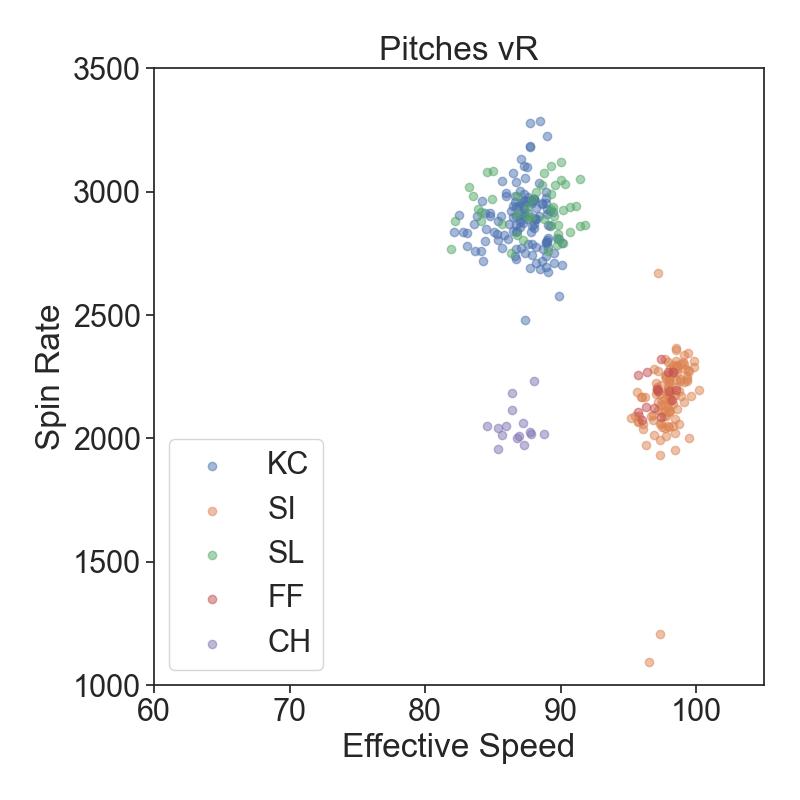 Pitches vR
3500
3000
2500
2000
1500
1000
Spin Rate
KC
SI
SL
FF
CH
60 70 80 90 100
Effective Speed